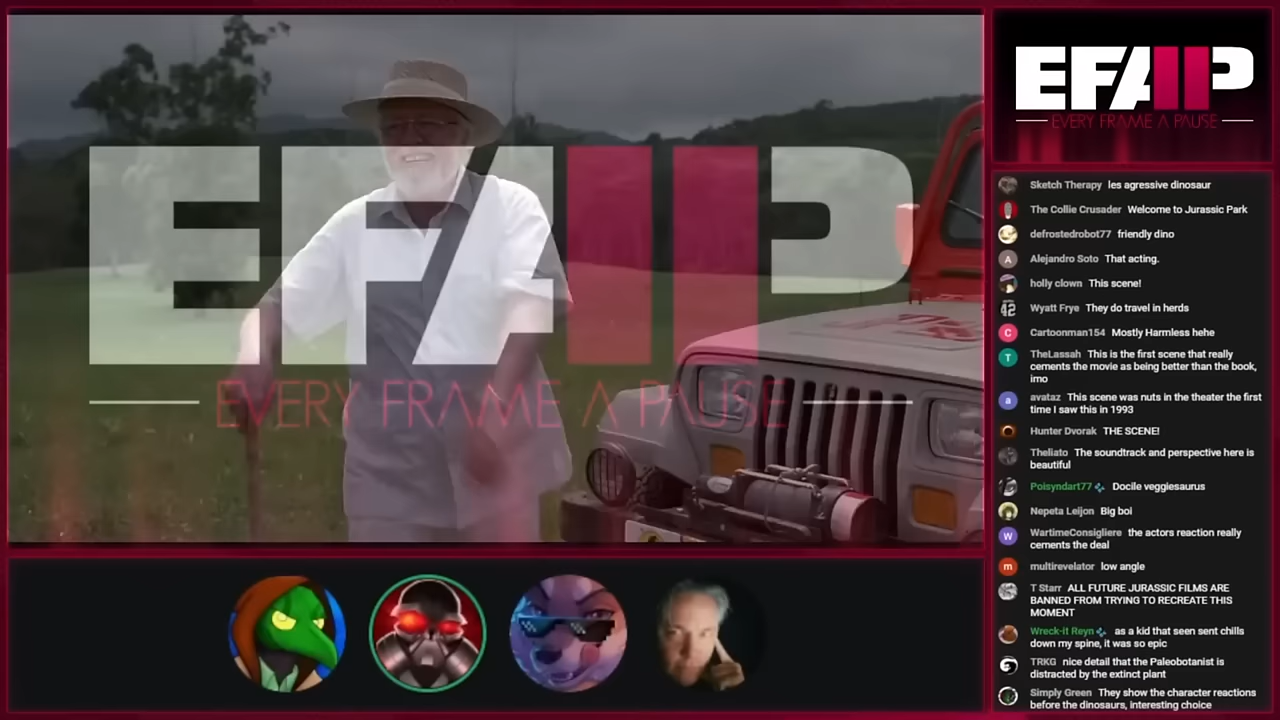 EFAP
EVERY FRAME A PAUSE
EFAP
EVERY FRAME A PAUSE
Sketch Therapy les agressive dinosaur
The Collie Crusader Welcome to Jurassic Park
defrostedrobot77 friendly dino
A
Alejandro Soto That acting.
holly clown This scene!
42
Wyatt Frye They do travel in herds
C
Cartoonman154 Mostly Harmless hehe
T
TheLassah This is the first scene that really
cements the movie as being better than the book,
imo
a
avataz This scene was nuts in the theater the first
time I saw this in 1993
Hunter Dvorak THE SCENE!
Theliato The soundtrack and perspective here is
beautiful
Poisyndart77 Docile veggiesaurus
Nepeta Leijon Big boi
W
WartimeConsigliere the actors reaction really
cements the deal
m
multirevelator low angle
T Starr ALL FUTURE JURASSIC FILMS ARE
BANNED FROM TRYING TO RECREATE THIS
MOMENT
Wreck-it Reyn as a kid that seen sent chills
down my spine, it was so epic
TRKG nice detail that the Paleobotanist is
distracted by the extinct plant
Simply Green They show the character reactions
before the dinosaurs, interesting choice